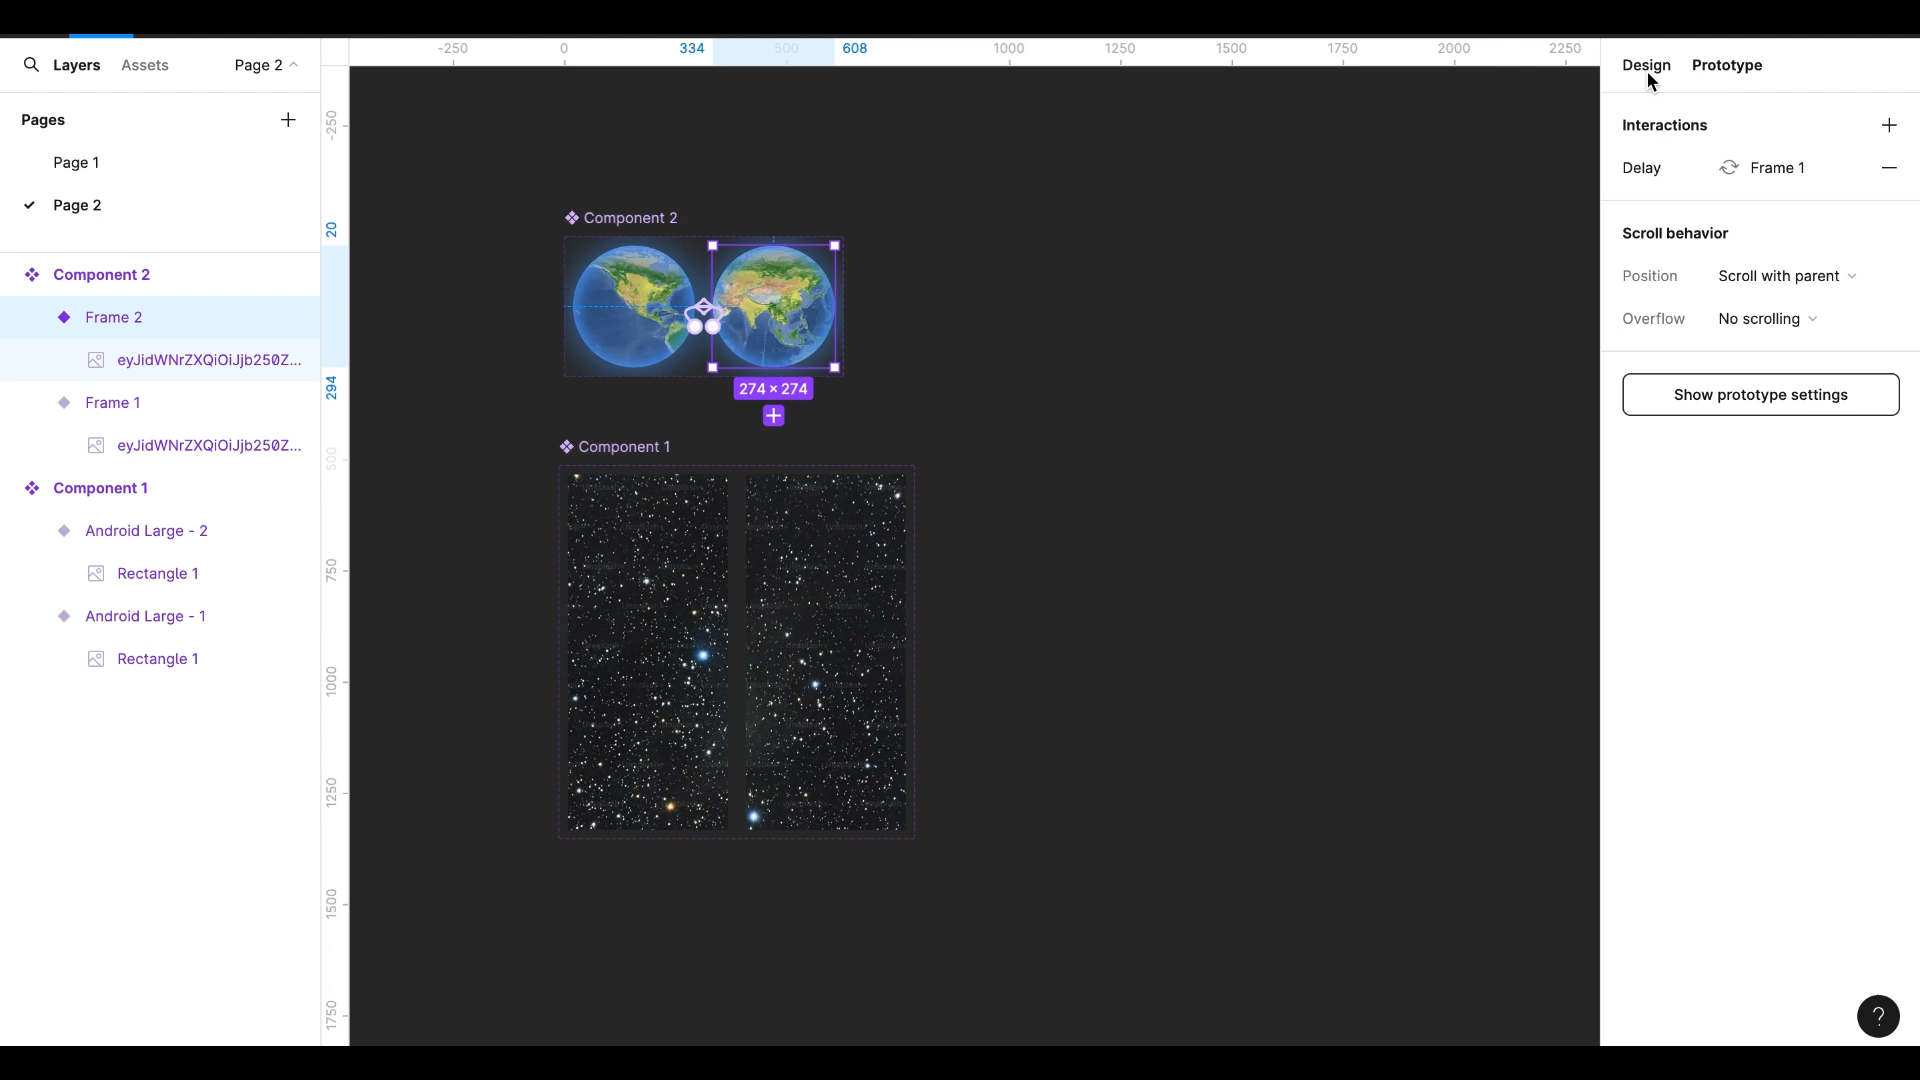 Layers Assets Page 2
Pages
Page 1
Page 2
Component 2
Frame 2
eyJidWNrZXQiOiJjb250Z...
Frame 1
eyJidWNrZXQiOiJjb250Z...
Component 1
Android Large - 2
Rectangle 1
Android Large - 1
Rectangle 1
-250 0 334 500 608 1000 1250 1500 1750 2000 2250
-250
20
294
500
750
1000
1250
1500
1750
Component 2
274 × 274
Component 1
Design Prototype
Interactions
Delay Frame 1
Scroll behavior
Position Scroll with parent
Overflow No scrolling
Show prototype settings
?